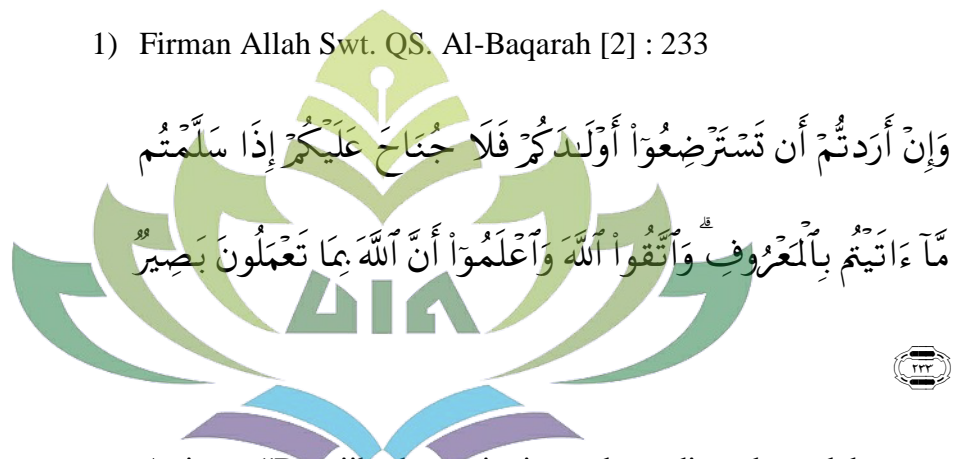 1) Firman Allah Swt. QS. Al-Baqarah [2] : 233
وَإِنْ أَرَدتُّمْ أَن تَسْتَرْضِعُوٓا۟ أَوْلَـٰدَكُمْ فَلَا جُنَاحَ عَلَيْكُمْ إِذَا سَلَّمْتُم
مَّآ ءَاتَيْتُم بِٱلْمَعْرُوفِ ۗ وَٱتَّقُوا۟ ٱللَّهَ وَٱعْلَمُوٓا۟ أَنَّ ٱللَّهَ بِمَا تَعْمَلُونَ بَصِيرٌ
٢٣٣